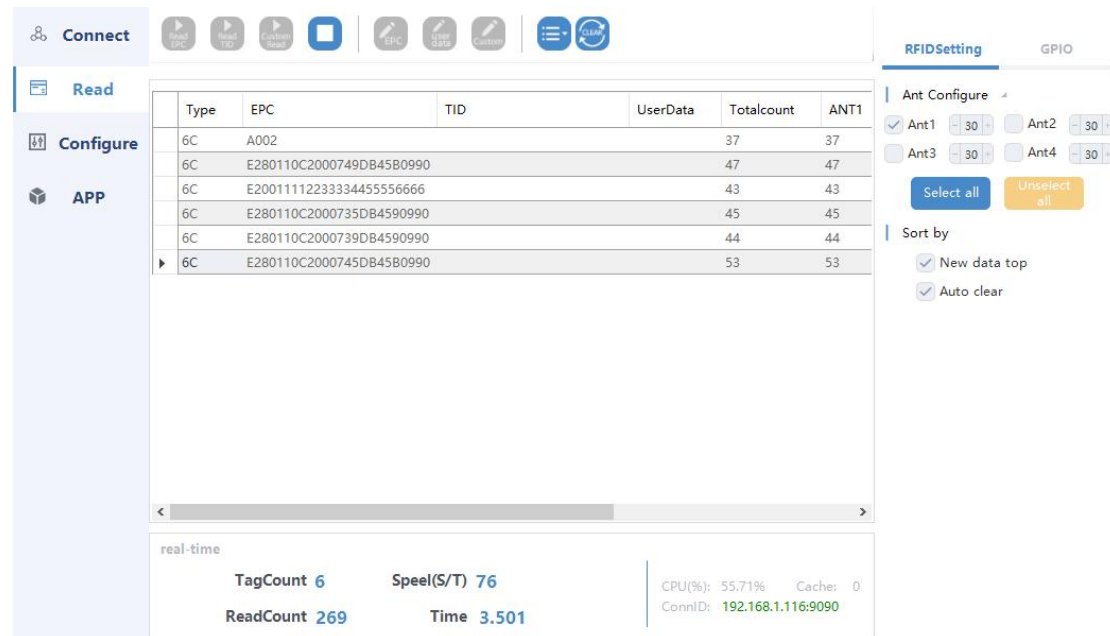 Connect
Read
Configure
APP
Read EPC
Read TID
Custom Read
EPC
user data
Custom
CLEAR
Type EPC TID UserData Totalcount ANT1
6C A002 37 37
6C E280110C2000749DB45B0990 47 47
6C E20011112233334455556666 43 43
6C E280110C2000735DB4590990 45 45
6C E280110C2000739DB4590990 44 44
6C E280110C2000745DB45B0990 53 53
real-time
TagCount 6 Speel(S/T) 76
ReadCount 269 Time 3.501
CPU(%): 55.71% Cache: 0
ConnID: 192.168.1.116:9090
RFIDSetting GPIO
Ant Configure
Ant1 - 30 + Ant2 - 30 +
Ant3 - 30 + Ant4 - 30 +
Select all
Unselect
all
Sort by
New data top
Auto clear